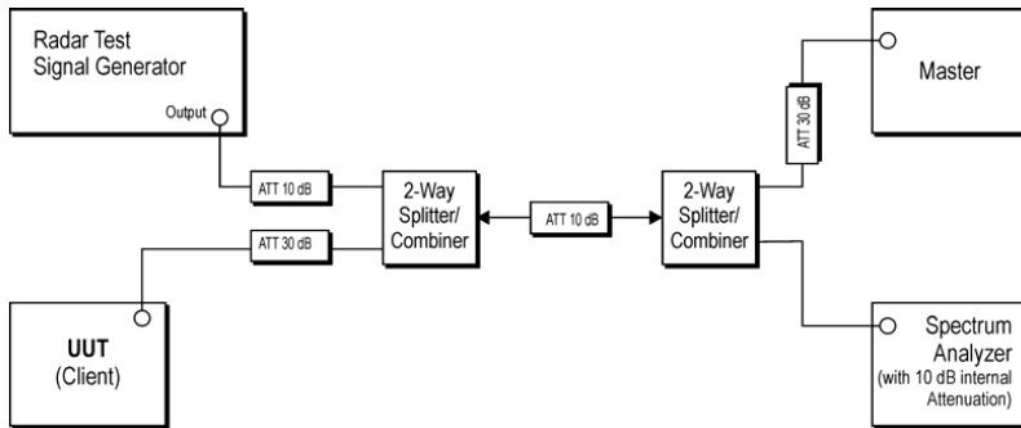 Radar Test
Signal Generator
Output
ATT 10 dB
ATT 30 dB
2-Way
Splitter/
Combiner
ATT 10 dB
2-Way
Splitter/
Combiner
ATT 30 dB
Master
UUT
(Client)
Spectrum
Analyzer
(with 10 dB internal
Attenuation)